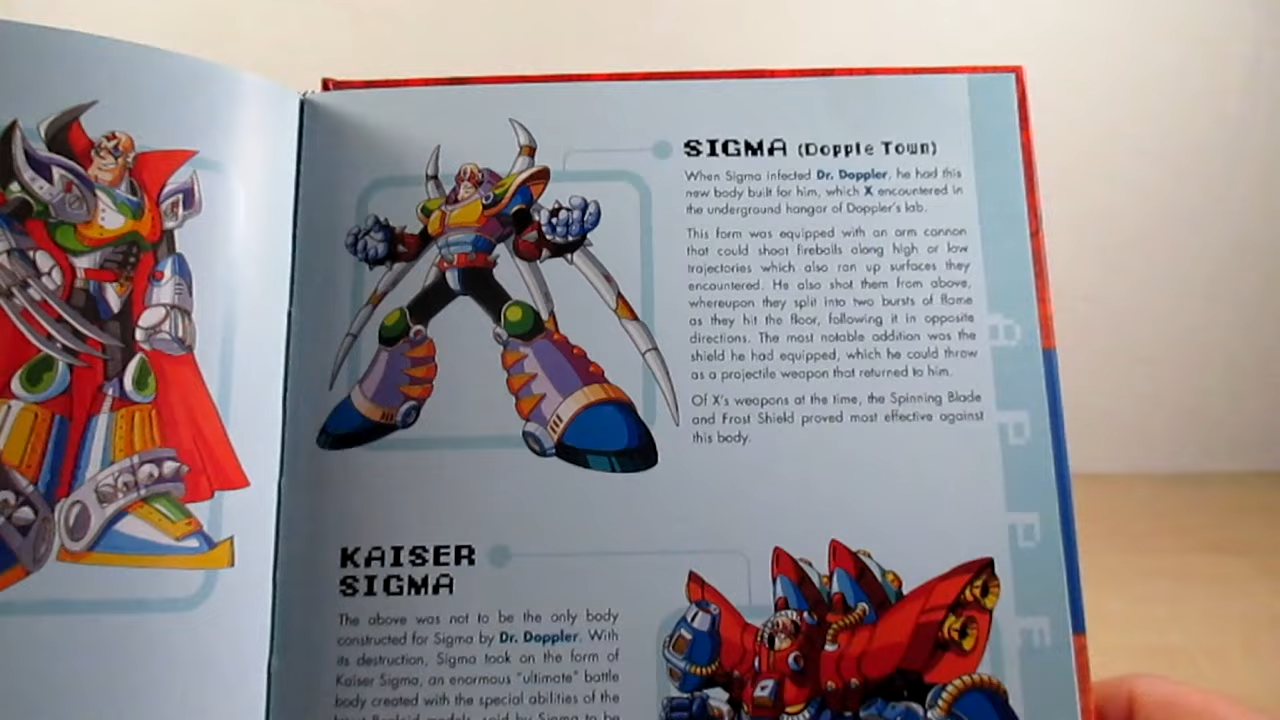 SIGMA (Dopple Town)
When Sigma infected Dr. Doppler, he had this
new body built for him, which X encountered in
the underground hangar of Doppler's lab.
This form was equipped with an arm cannon
that could shoot fireballs along high or low
trajectories which also ran up surfaces they
encountered. He also shot them from above,
whereupon they split into two bursts of flame
as they hit the floor, following it in opposite
directions. The most notable addition was the
shield he had equipped, which he could throw
as a projectile weapon that returned to him.
Of X's weapons at the time, the Spinning Blade
and Frost Shield proved most effective against
this body.
KAISER
SIGMA
The above was not to be the only body
constructed for Sigma by Dr. Doppler. With
its destruction, Sigma took on the form of
Kaiser Sigma, an enormous "ultimate" battle
body created with the special abilities of the
A
P
P
E